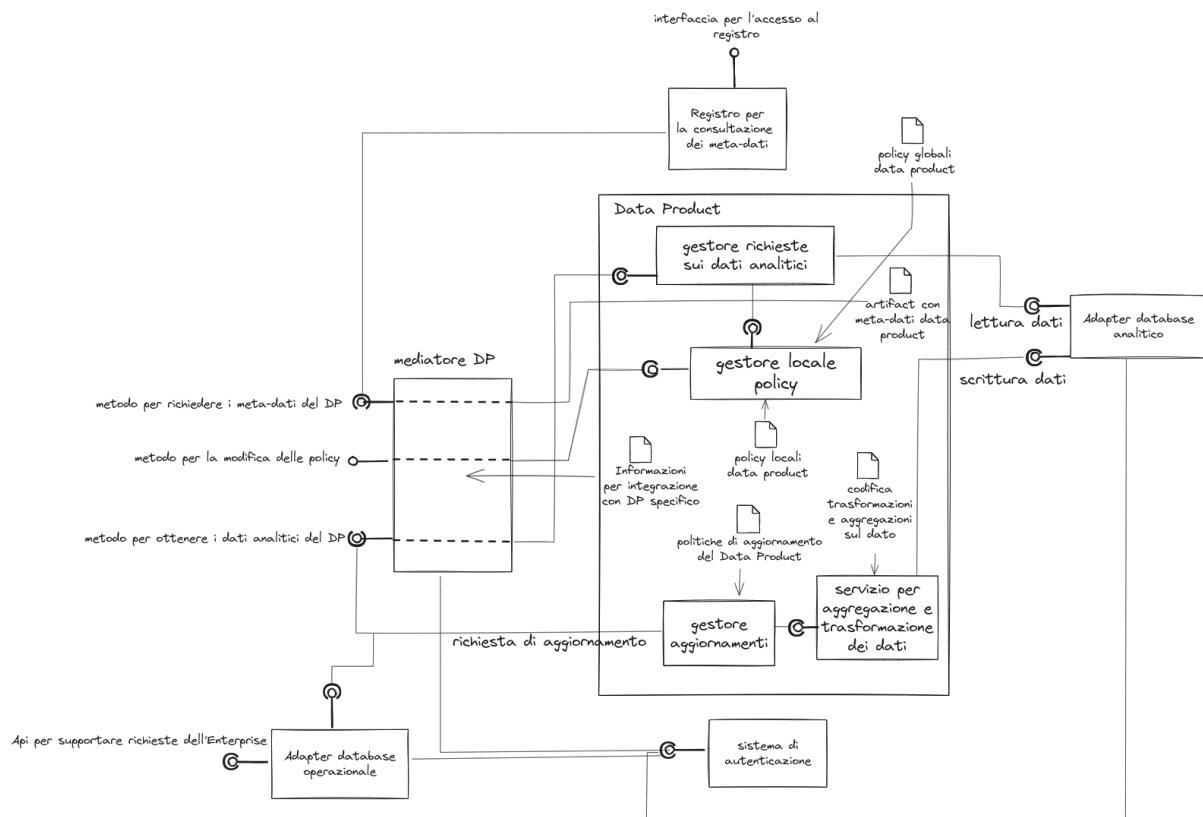 interfaccia per l'accesso al
registro
Registro per
la consultazione
dei meta-dati
policy globali
data product
Data Product
gestore richieste
sui dati analitici
artifact con
meta-dati data
product
lettura dati
Adapter database
analitico
scrittura dati
mediatore DP
gestore locale
policy
metodo per richiedere i meta-dati del DP
metodo per la modifica delle policy
metodo per ottenere i dati analitici del DP
Informazioni
per integrazione
con DP specifico
policy locali
data product
codifica
trasformazioni
e aggregazioni
sul dato
politiche di aggiornamento
del Data Product
gestore
aggiornamenti
servizio per
aggregazione e
trasformazione
dei dati
richiesta di aggiornamento
Api per supportare richieste dell'Enterprise
Adapter database
operazionale
sistema di
autenticazione